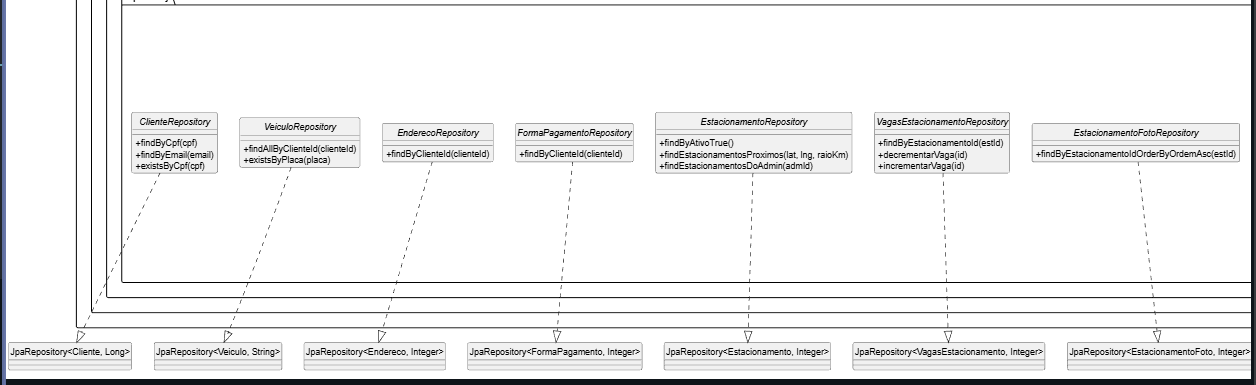 ClienteRepository
+findByCpf(cpf)
+findByEmail(email)
+existsByCpf(cpf)
VeiculoRepository
+findAllByClienteId(clienteId)
+existsByPlaca(placa)
EnderecoRepository
+findByClienteId(clienteId)
FormaPagamentoRepository
+findByClienteId(clienteId)
EstacionamentoRepository
+findByAtivoTrue()
+findEstacionamentosProximos(lat, lng, raioKm)
+findEstacionamentosDoAdmin(admId)
VagasEstacionamentoRepository
+findByEstacionamentoId(estId)
+decrementarVaga(id)
+incrementarVaga(id)
EstacionamentoFotoRepository
+findByEstacionamentoIdOrderByOrdemAsc(estId)
JpaRepository<Cliente, Long>
JpaRepository<Veiculo, String>
JpaRepository<Endereco, Integer>
JpaRepository<FormaPagamento, Integer>
JpaRepository<Estacionamento, Integer>
JpaRepository<VagasEstacionamento, Integer>
JpaRepository<EstacionamentoFoto, Integer>